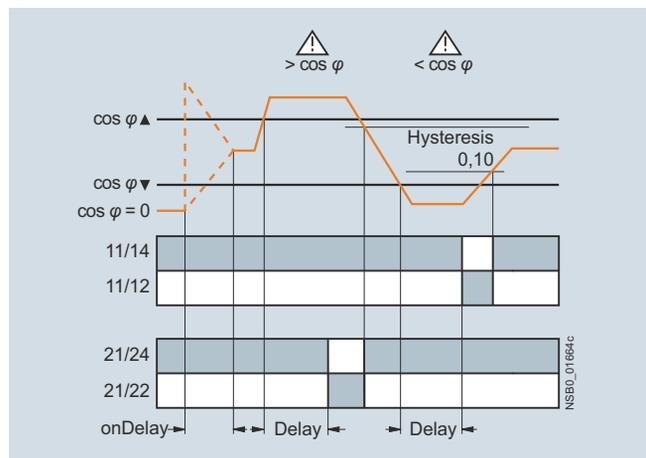 > cos φ
< cos φ
cos φ ▲
Hysteresis
0,10
cos φ ▼
cos φ = 0
11/14
11/12
21/24
21/22
NSB0_01664c
onDelay
Delay
Delay